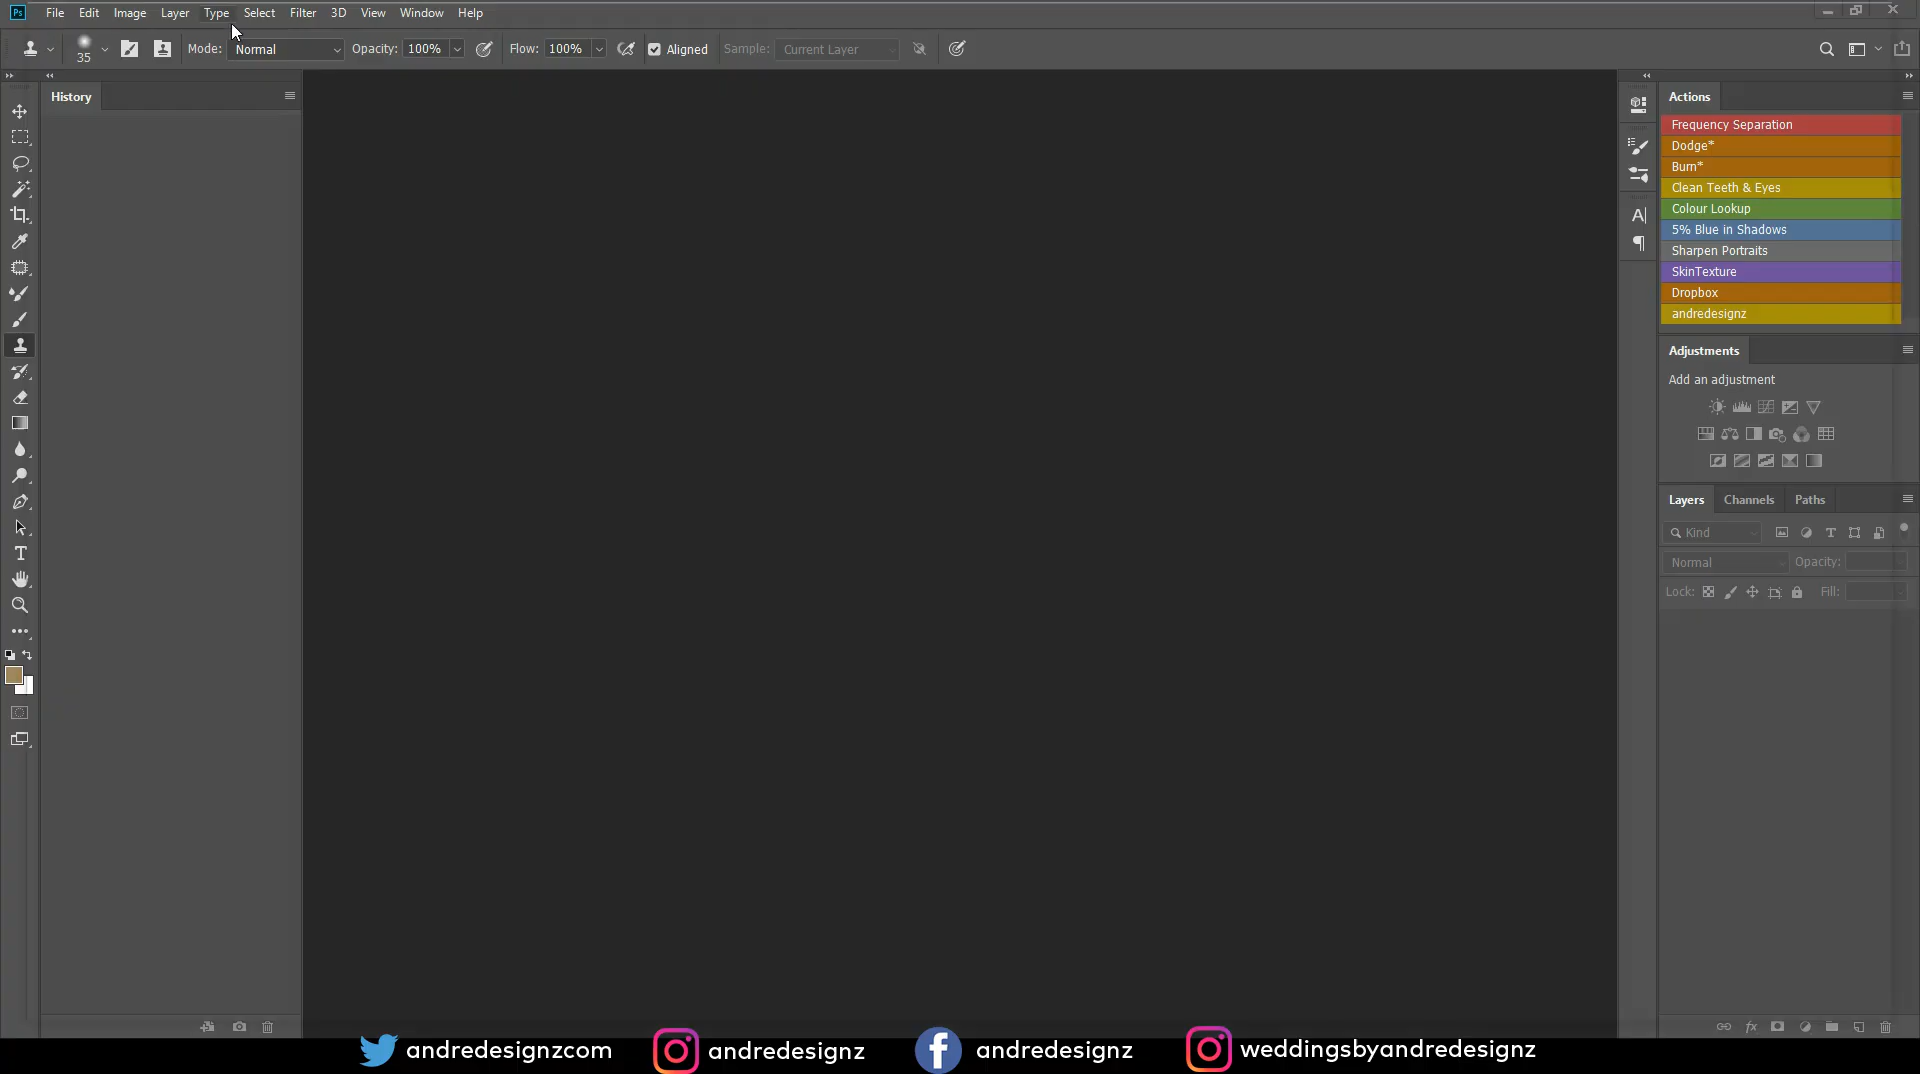 Ps File Edit Image Layer Type Select Filter 3D View Window Help
35 Mode: Normal Opacity: 100% Flow: 100% Aligned Sample: Current Layer
History
Actions
Frequency Separation
Dodge*
Burn*
Clean Teeth & Eyes
Colour Lookup
5% Blue in Shadows
Sharpen Portraits
SkinTexture
Dropbox
andredesignz
Adjustments
Add an adjustment
Layers Channels Paths
Kind
Normal Opacity:
Lock: Fill:
fx
andredesignzcom andredesignz andredesignz weddingsbyandredesignz